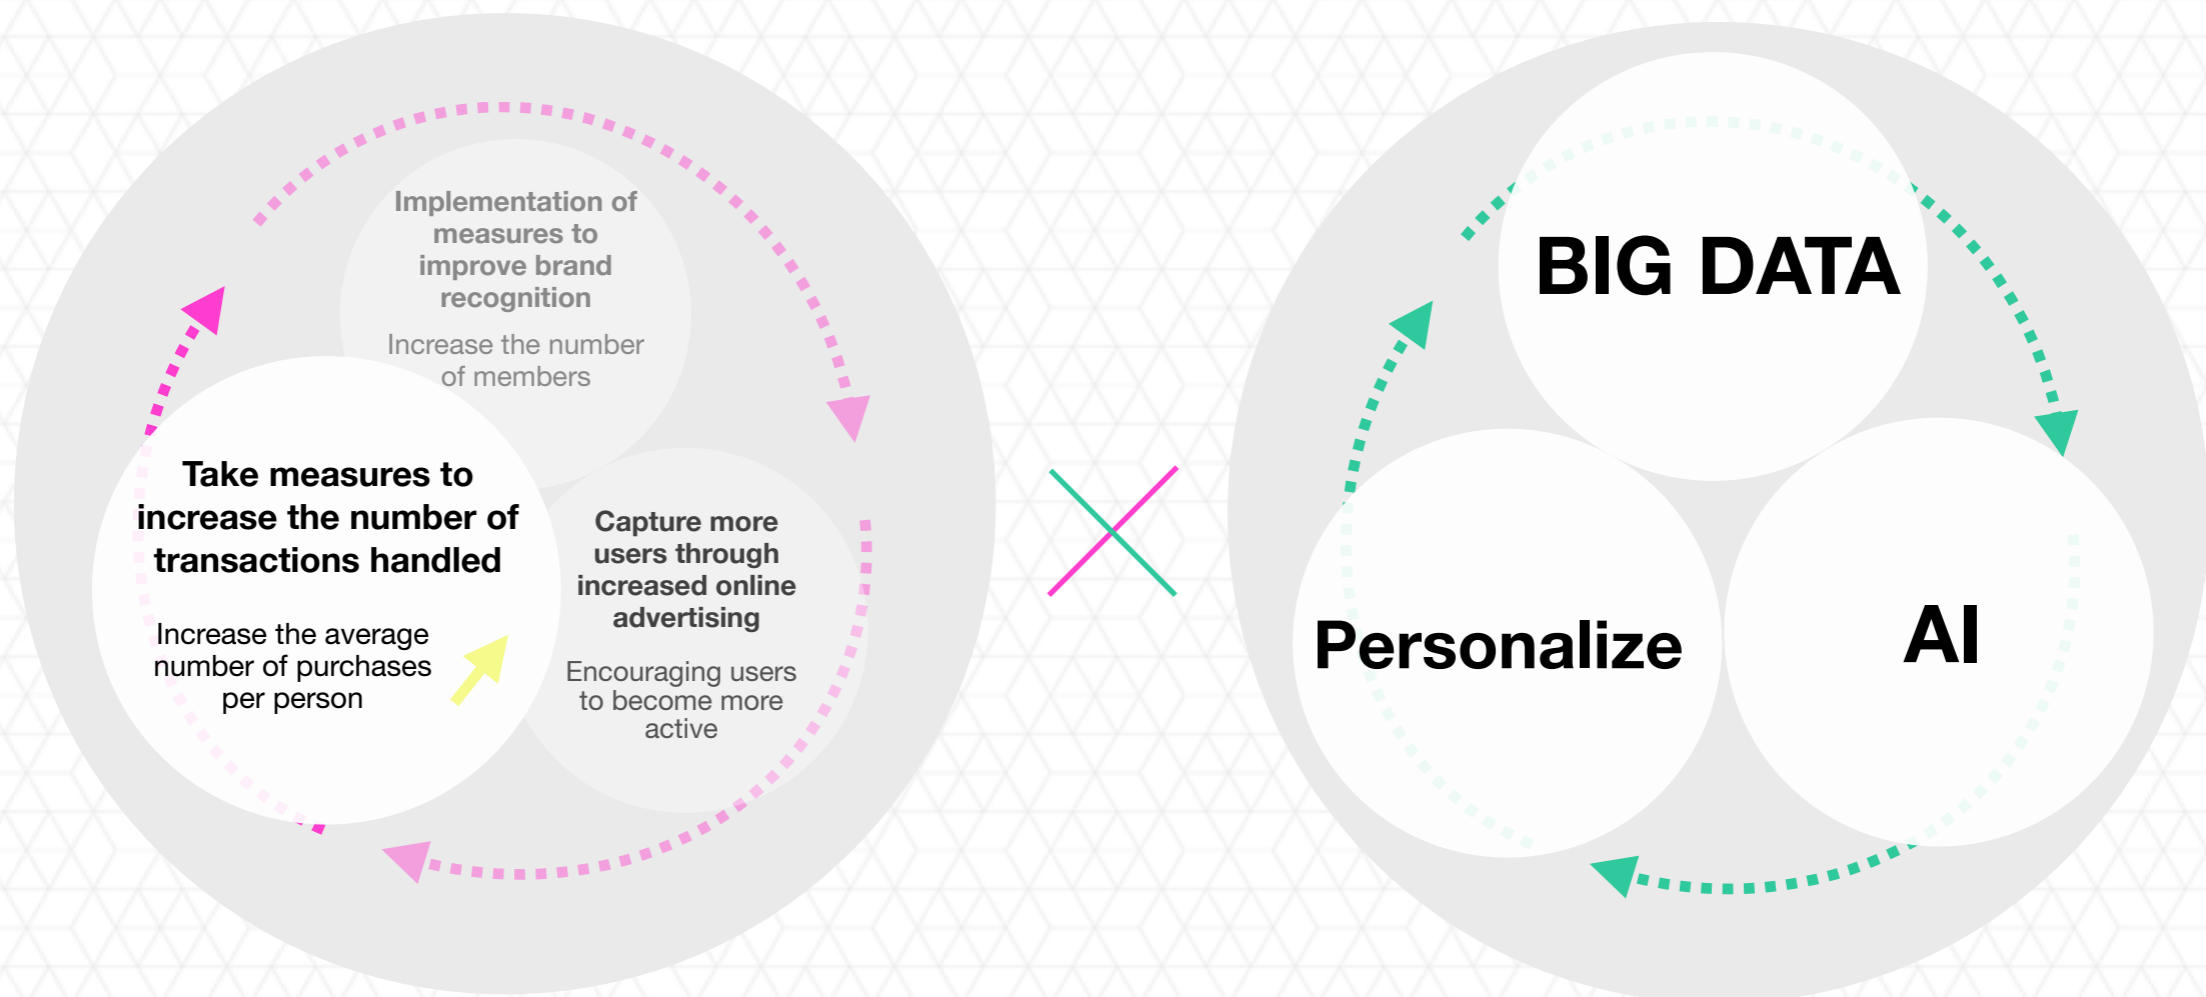 Implementation of
measures to
improve brand
recognition
Increase the number
of members
Take measures to
increase the number of
transactions handled
Increase the average
number of purchases
per person
Capture more
users through
increased online
advertising
Encouraging users
to become more
active
BIG DATA
Personalize
AI